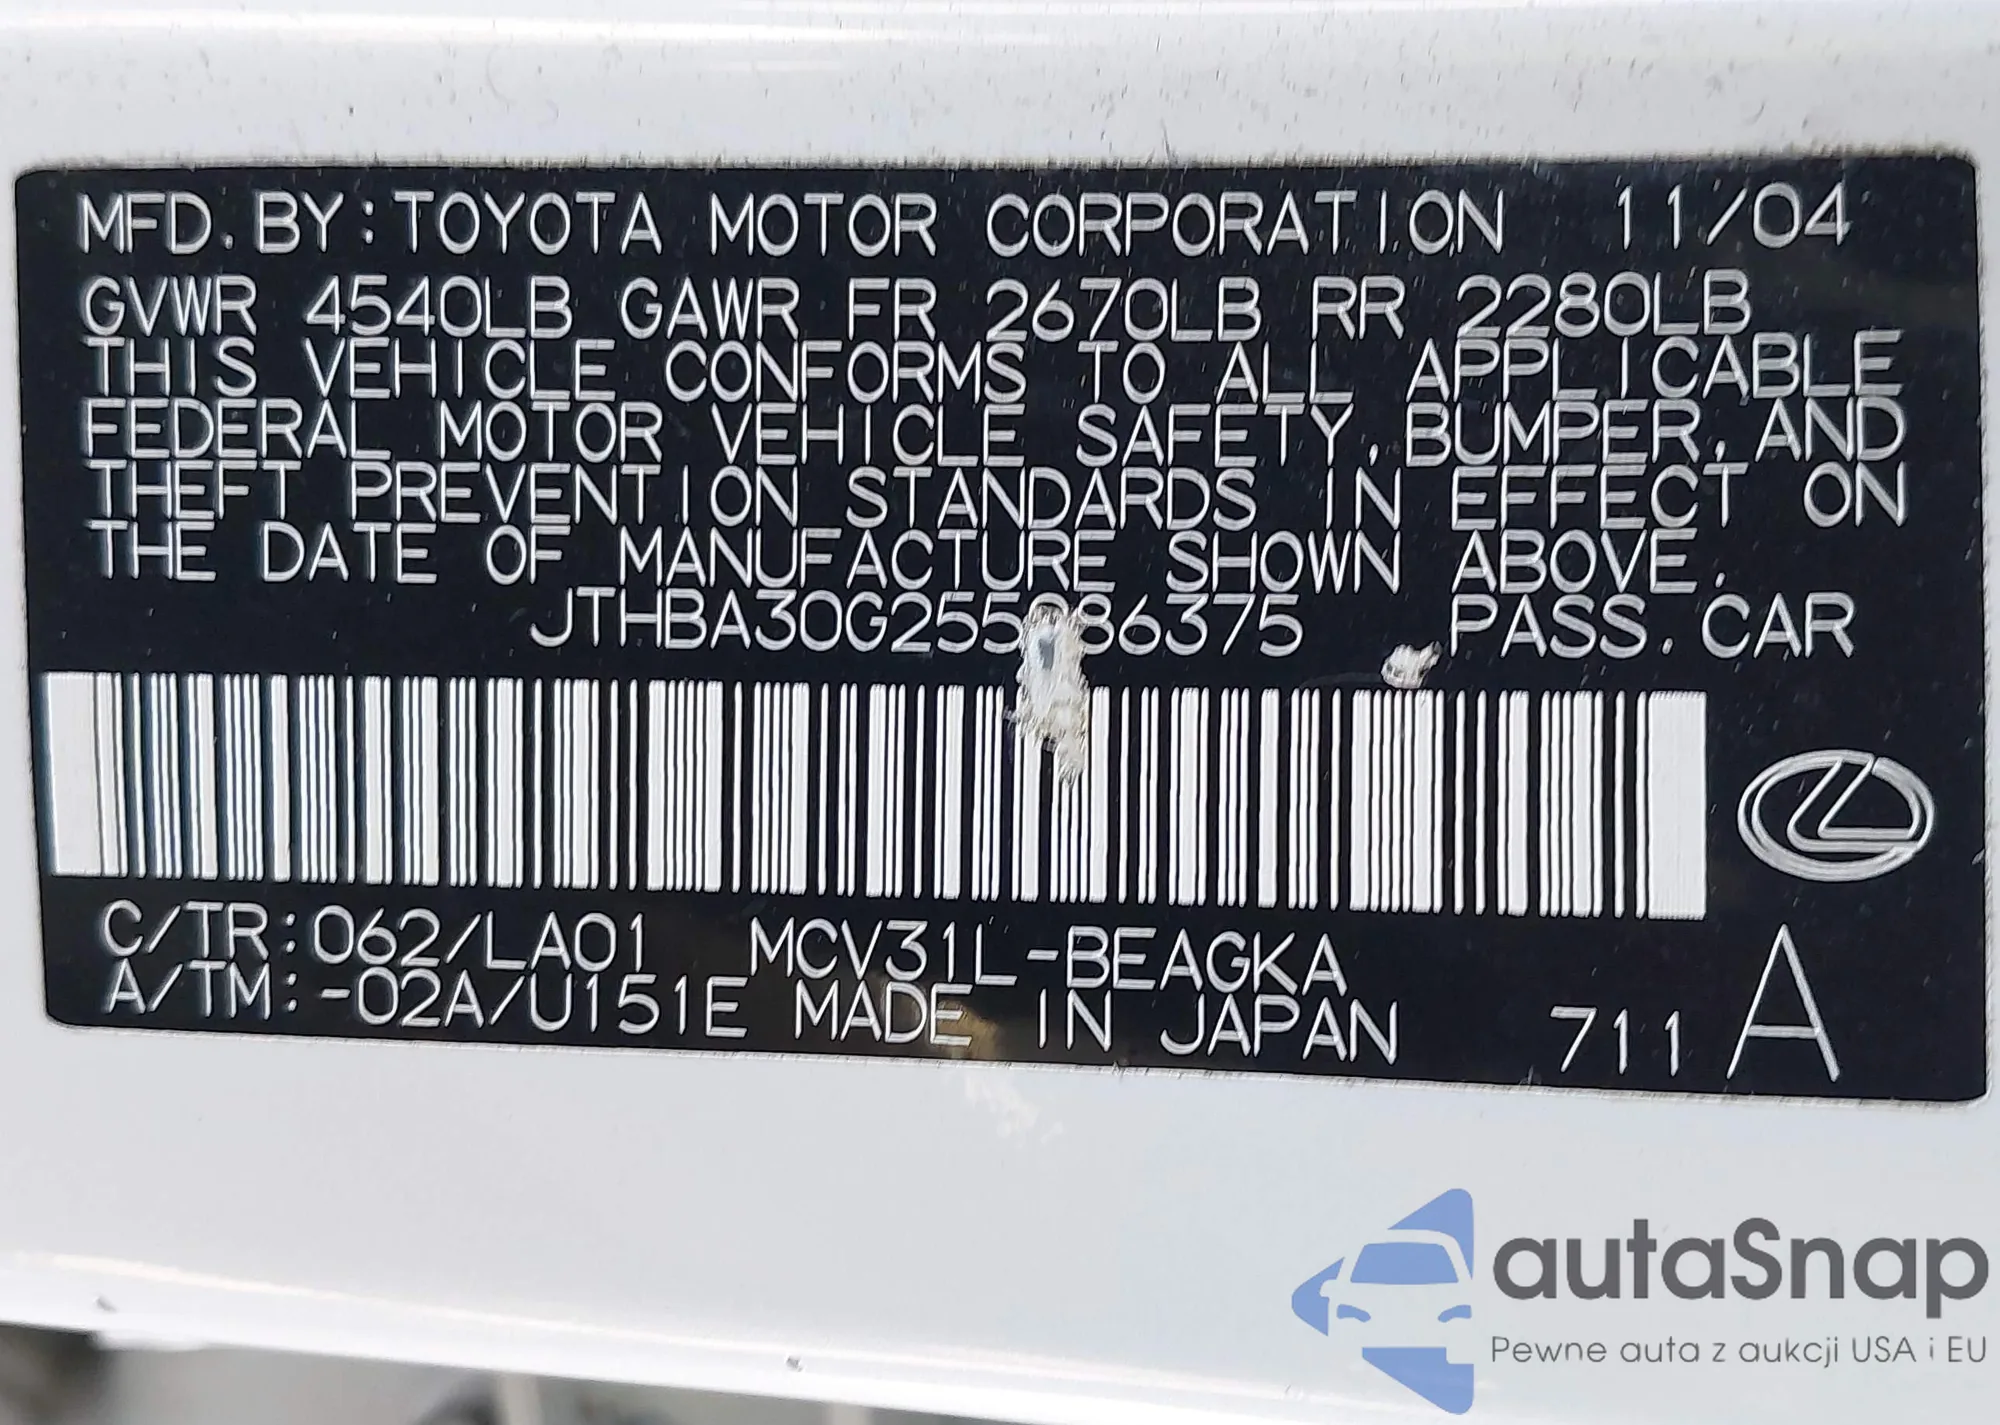 MFD. BY: TOYOTA MOTOR CORPORATION 11/04
GVWR 4540LB GAWR FR 2670LB RR 2280LB
THIS VEHICLE CONFORMS TO ALL APPLICABLE
FEDERAL MOTOR VEHICLE SAFETY, BUMPER, AND
THEFT PREVENTION STANDARDS IN EFFECT ON
THE DATE OF MANUFACTURE SHOWN ABOVE.
JTHBA30G255086375 PASS. CAR
C/TR: 062/LA01 MCV31L-BEAGKA
A/TM: -02A/U151E MADE IN JAPAN 711 A
autaSnap
Pewne auta z aukcji USA i EU